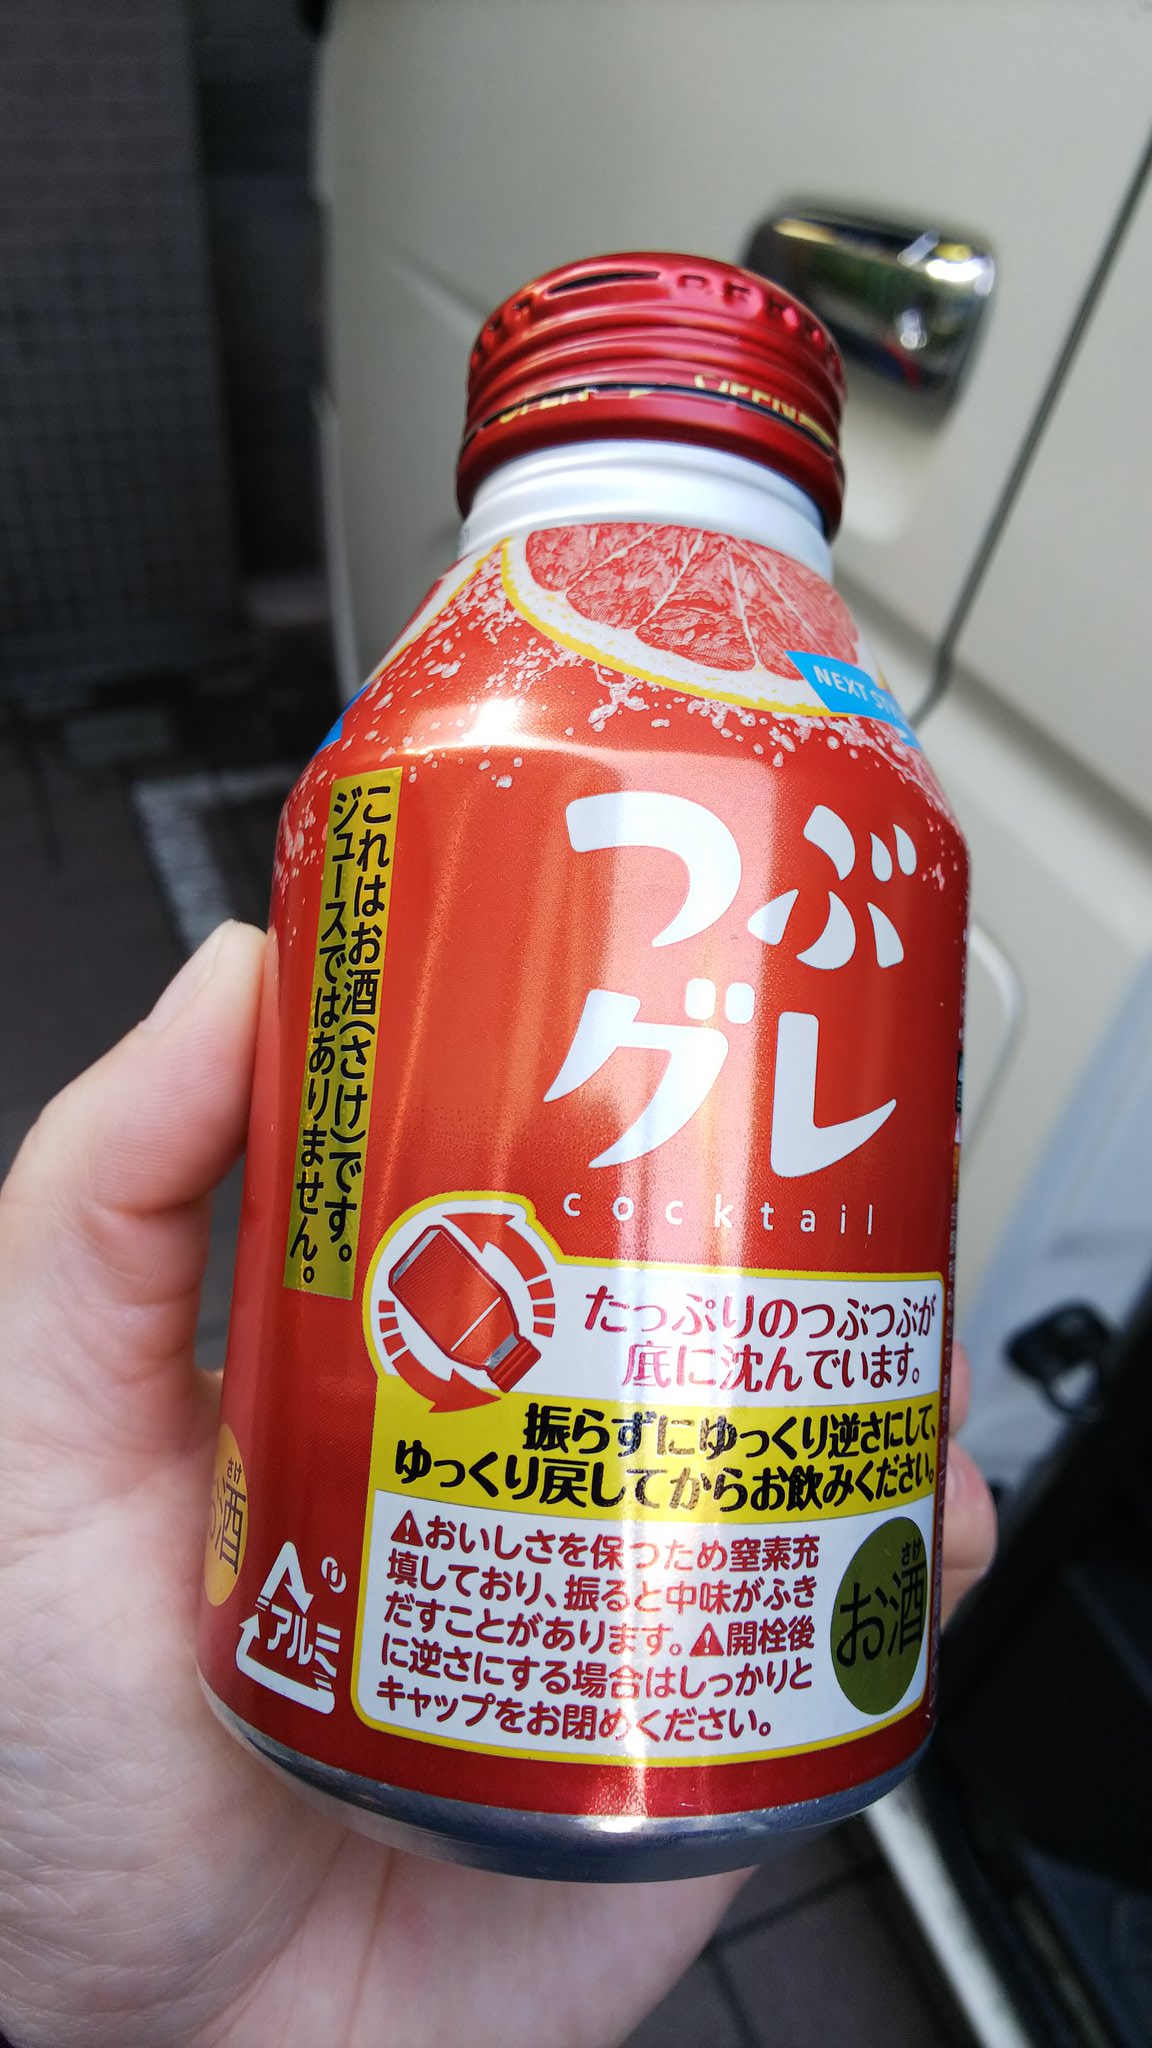 OPEN
OPEN
NEXT
つぶ
グレ
cocktail
これはお酒(さけ)です。
ジュースではありません。
たっぷりのつぶつぶが
底に沈んでいます。
振らずにゆっくり逆さにして、
ゆっくり戻してからお飲みください。
⚠おいしさを保つため窒素充
填しており、振ると中味がふき
だすことがあります。⚠開栓後
に逆さにする場合はしっかりと
キャップをお閉めください。
さけ
お酒
さけ
お酒
アルミ